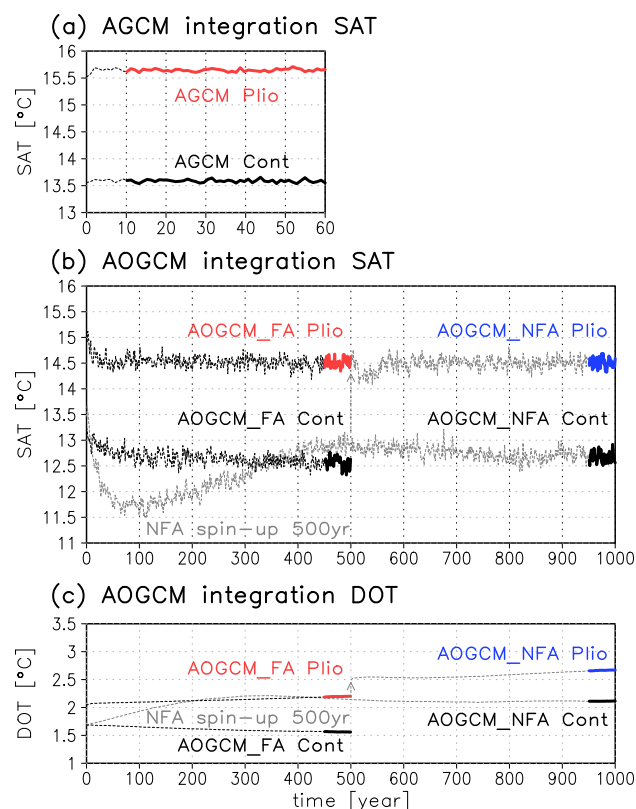 (a) AGCM integration SAT
SAT [°C]
16
15.5
15
14.5
14
13.5
13
AGCM Plio
AGCM Cont
0 10 20 30 40 50 60
(b) AOGCM integration SAT
SAT [°C]
16
15.5
15
14.5
14
13.5
13
12.5
12
11.5
11
AOGCM_FA Plio
AOGCM_NFA Plio
AOGCM_FA Cont
AOGCM_NFA Cont
NFA spin-up 500yr
0 100 200 300 400 500 600 700 800 900 1000
(c) AOGCM integration DOT
DOT [°C]
3.5
3
2.5
2
1.5
1
AOGCM_FA Plio
AOGCM_NFA Plio
NFA spin-up 500yr
AOGCM_NFA Cont
AOGCM_FA Cont
0 100 200 300 400 500 600 700 800 900 1000
time [year]